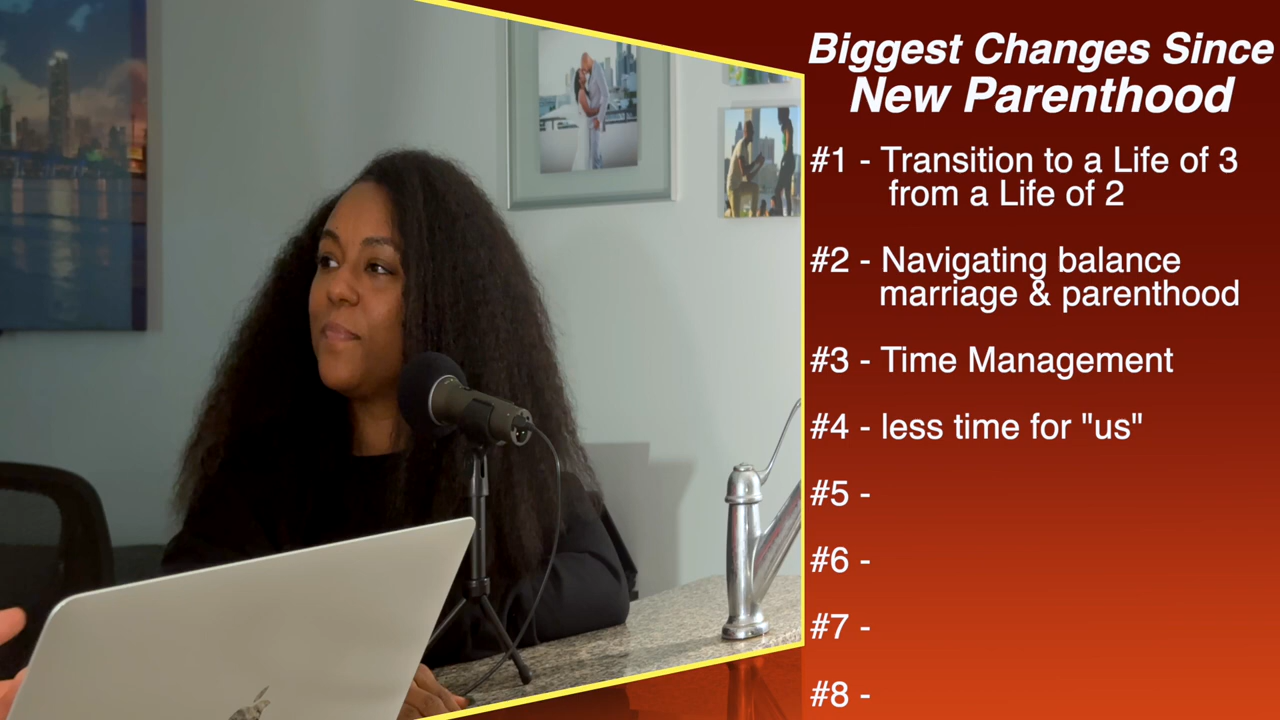 Biggest Changes Since
New Parenthood
#1 - Transition to a Life of 3
from a Life of 2
#2 - Navigating balance
marriage & parenthood
#3 - Time Management
#4 - less time for "us"
#5 -
#6 -
#7 -
#8 -